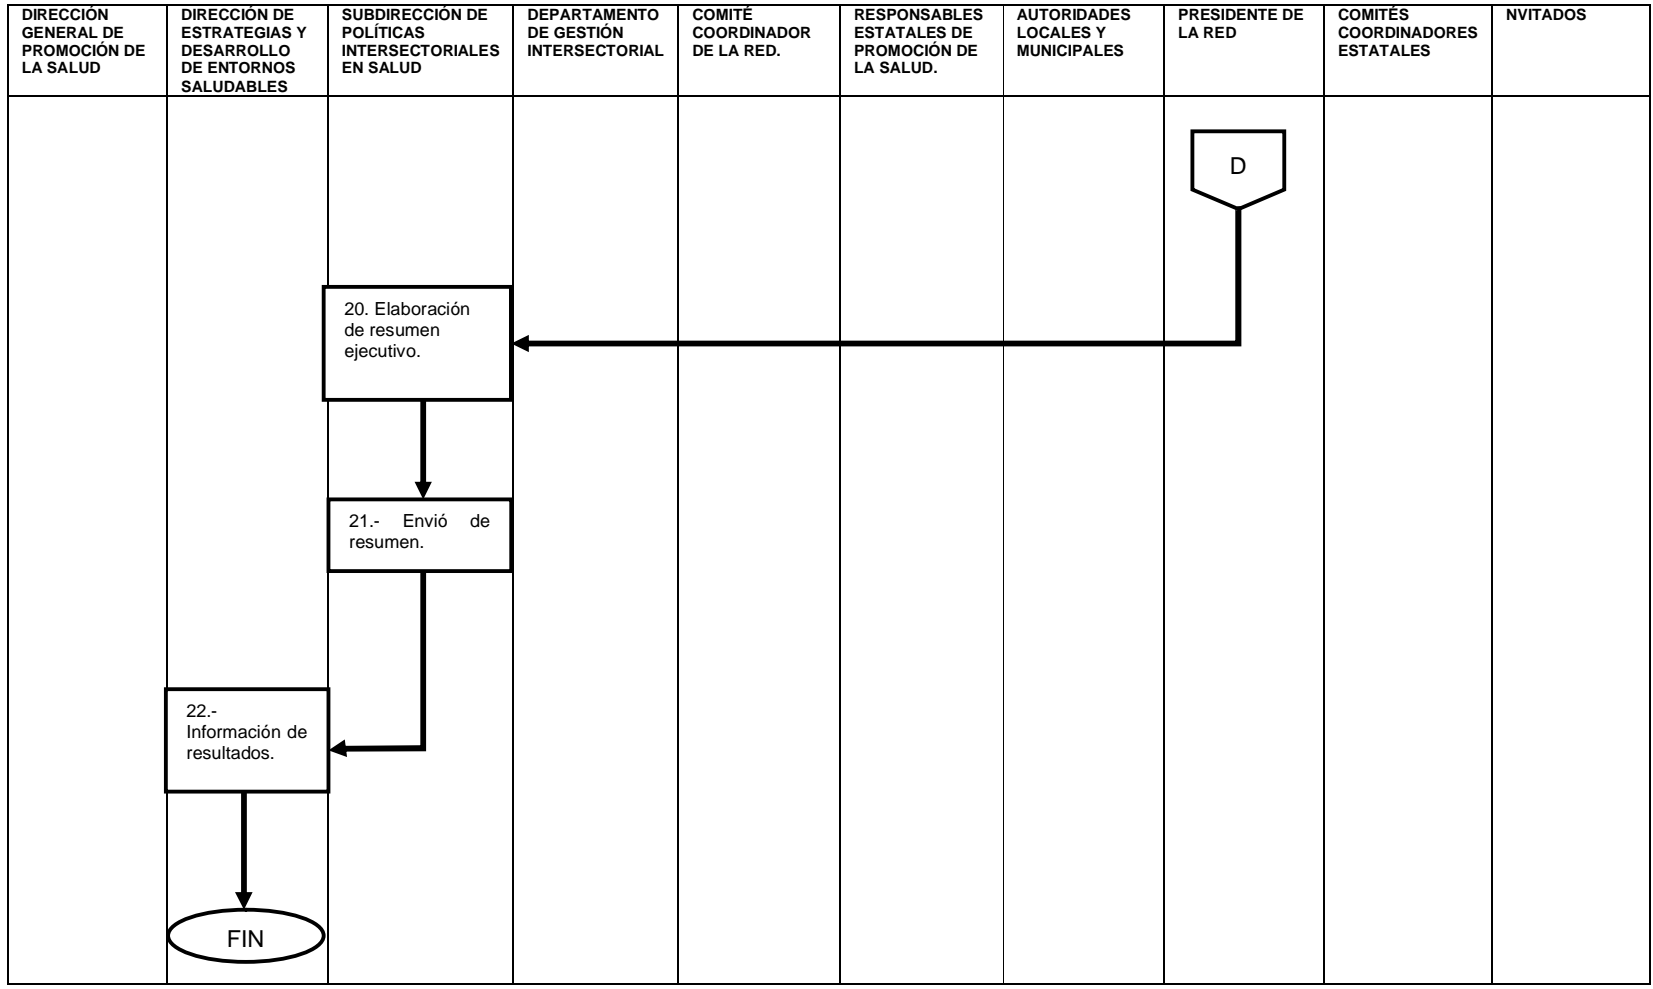 DIRECCIÓN
GENERAL DE
PROMOCIÓN DE
LA SALUD
DIRECCIÓN DE
ESTRATEGIAS Y
DESARROLLO
DE ENTORNOS
SALUDABLES
SUBDIRECCIÓN DE
POLÍTICAS
INTERSECTORIALES
EN SALUD
DEPARTAMENTO
DE GESTIÓN
INTERSECTORIAL
COMITÉ
COORDINADOR
DE LA RED.
RESPONSABLES
ESTATALES DE
PROMOCIÓN DE
LA SALUD.
AUTORIDADES
LOCALES Y
MUNICIPALES
PRESIDENTE DE
LA RED
COMITÉS
COORDINADORES
ESTATALES
NVITADOS
D
20. Elaboración
de resumen
ejecutivo.
21.- Envió de
resumen.
22.-
Información de
resultados.
FIN